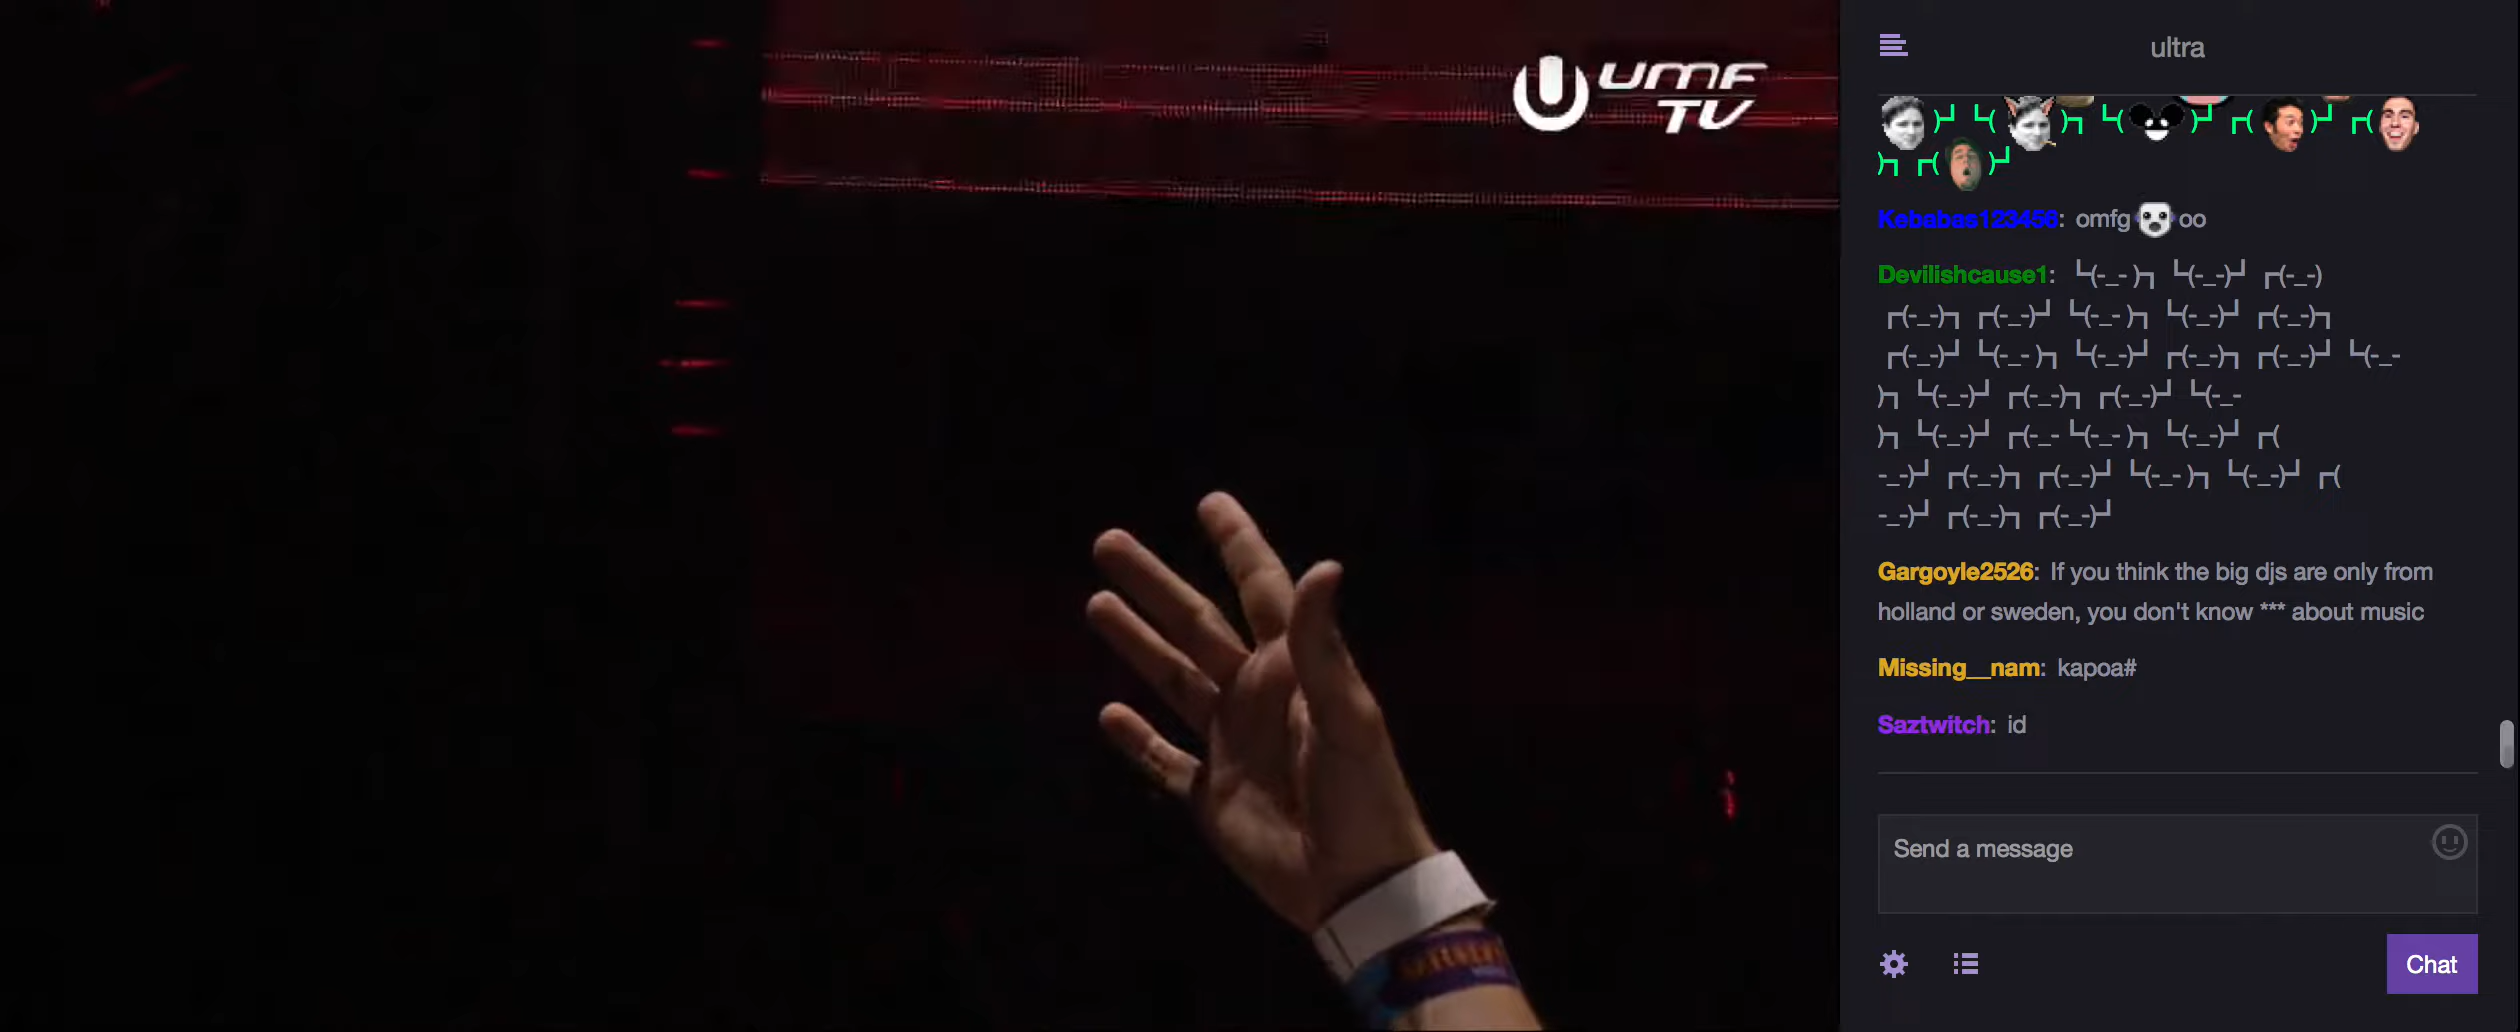 UMF
TV
ultra
)┘ └( )┐ └( )┘ ┌( )┘ ┌(
)┐ ┌( )┘
Kebabas123456: omfg oo
Devilishcause1: └(-_- )┐ └(-_-)┘ ┌(-_-)
┌(-_-)┐ ┌(-_-)┘ └(-_- )┐ └(-_-)┘ ┌(-_-)┐
┌(-_-)┘ └(-_- )┐ └(-_-)┘ ┌(-_-)┐ ┌(-_-)┘ └(-_-
)┐ └(-_-)┘ ┌(-_-)┐ ┌(-_-)┘ └(-_-
)┐ └(-_-)┘ ┌(-_- └(-_- )┐ └(-_-)┘ ┌(
-_-)┘ ┌(-_-)┐ ┌(-_-)┘ └(-_- )┐ └(-_-)┘ ┌(
-_-)┘ ┌(-_-)┐ ┌(-_-)┘
Gargoyle2526: If you think the big djs are only from
holland or sweden, you don't know *** about music
Missing__nam: kapoa#
Saztwitch: id
Send a message
Chat